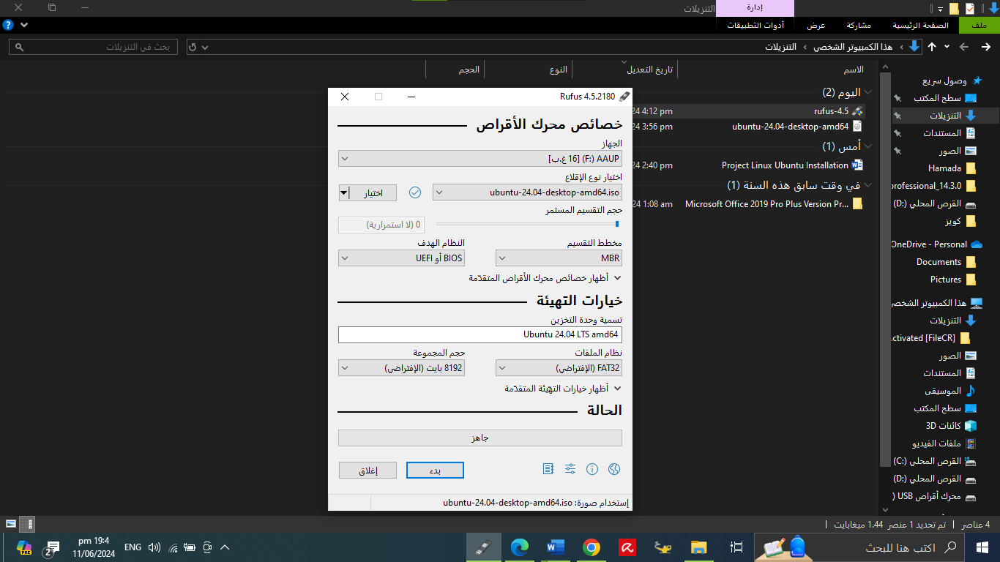 إدارة
التنزيلات
ملف
الصفحة الرئيسية
مشاركة
عرض
أدوات التطبيقات
هذا الكمبيوتر الشخصي
التنزيلات
بحث في التنزيلات
الاسم
تاريخ التعديل
النوع
الحجم
اليوم (2)
rufus-4.5
24 4:12 pm
ubuntu-24.04-desktop-amd64
24 3:56 pm
أمس (1)
Project Linux Ubuntu Installation
24 2:40 pm
في وقت سابق هذه السنة (1)
Microsoft Office 2019 Pro Plus Version Pr...
24 1:08 am
وصول سريع
سطح المكتب
التنزيلات
المستندات
الصور
Hamada
professional_14.3.0
القرص المحلي (D:)
كويز
OneDrive - Personal
Documents
Pictures
هذا الكمبيوتر الشخصي
التنزيلات
Activated [FileCR]
الصور
المستندات
الموسيقى
سطح المكتب
كائنات 3D
ملفات الفيديو
القرص المحلي (C:)
القرص المحلي (D:)
محرك أقراص USB (
Rufus 4.5.2180
خصائص محرك الأقراص
الجهاز
AAUP (F:) [16 غ.ب]
اختيار نوع الإقلاع
ubuntu-24.04-desktop-amd64.iso
اختيار
حجم التقسيم المستمر
0 (لا استمرارية)
مخطط التقسيم
النظام الهدف
MBR
BIOS أو UEFI
أظهار خصائص محرك الأقراص المتقدّمة
خيارات التهيئة
تسمية وحدة التخزين
Ubuntu 24.04 LTS amd64
نظام الملفات
حجم المجموعة
FAT32 (الإفتراضي)
8192 بايت (الإفتراضي)
أظهار خيارات التهيّئة المتقدّمة
الحالة
جاهز
بدء
إغلاق
إستخدام صورة: ubuntu-24.04-desktop-amd64.iso
4 عناصر
تم تحديد 1 عنصر
1.44 ميغابايت
اكتب هنا للبحث
ENG
pm 19:4
11/06/2024
2
PRE